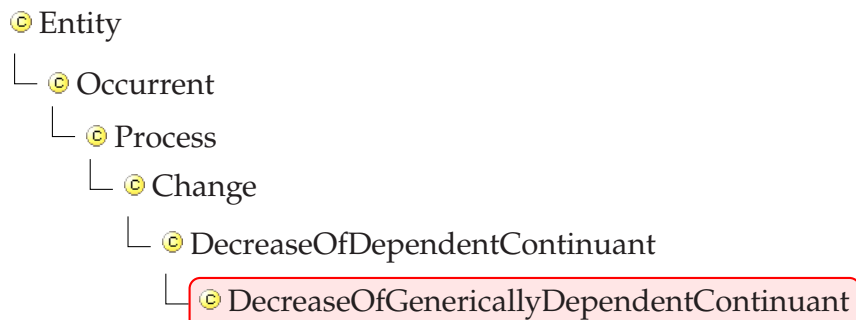 Entity
Occurrent
Process
Change
DecreaseOfDependentContinuant
DecreaseOfGenericallyDependentContinuant